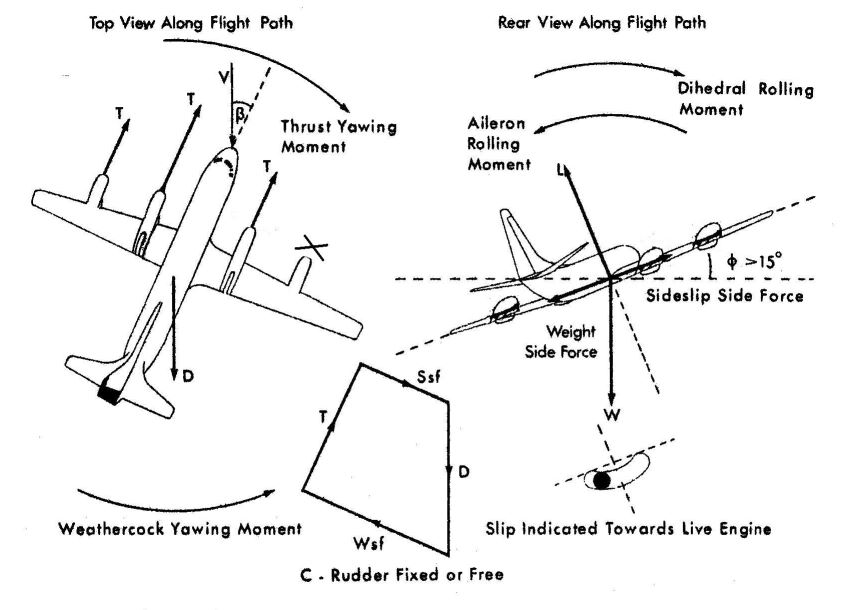 Top View Along Flight Path
Rear View Along Flight Path
V
β
T
T
T
Thrust Yawing
Moment
D
Dihedral Rolling
Moment
Aileron
Rolling
Moment
L
ϕ >15°
Sideslip Side Force
Weight
Side Force
W
T
Ssf
D
Wsf
Weathercock Yawing Moment
Slip Indicated Towards Live Engine
C - Rudder Fixed or Free